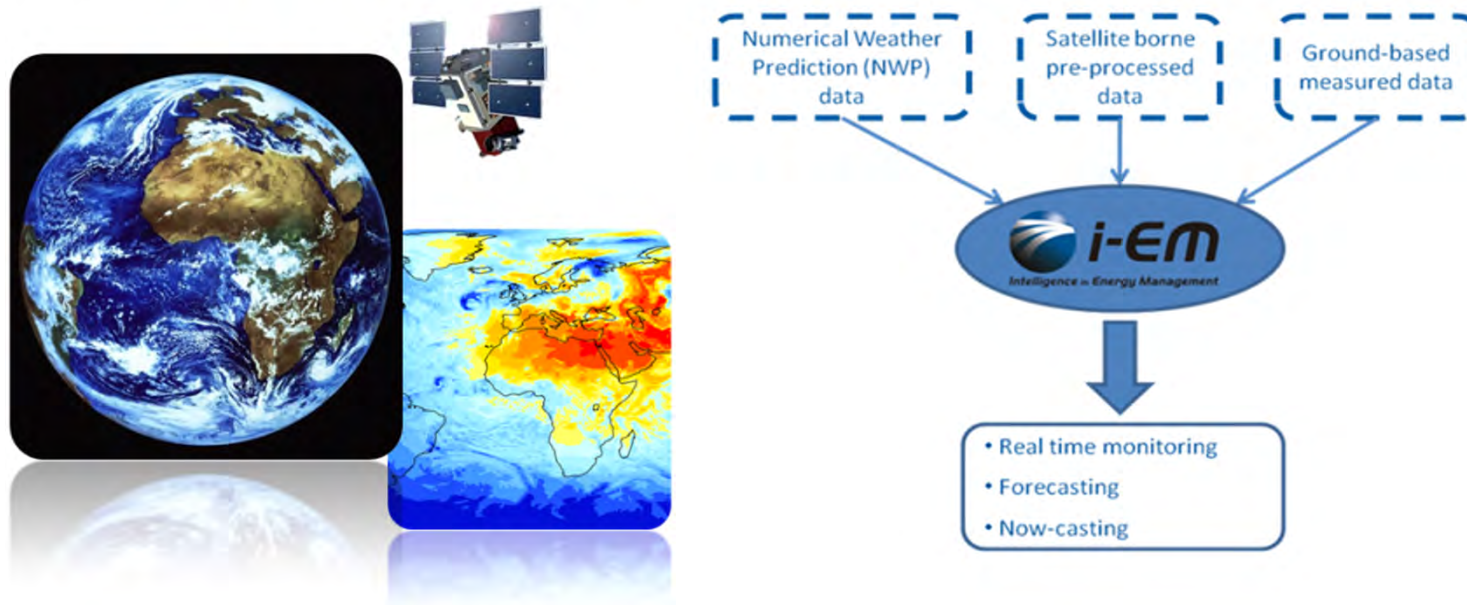 Numerical Weather
Prediction (NWP)
data
Satellite borne
pre-processed
data
Ground-based
measured data
i-EM
Intelligence in Energy Management
• Real time monitoring
• Forecasting
• Now-casting